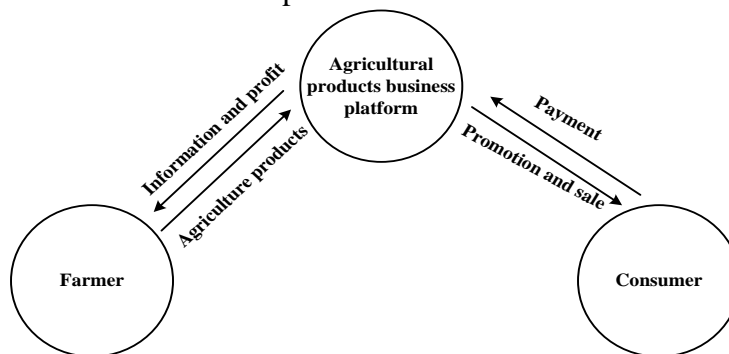 Agricultural
products business
platform
Information and profit
Agriculture products
Payment
Promotion and sale
Farmer
Consumer